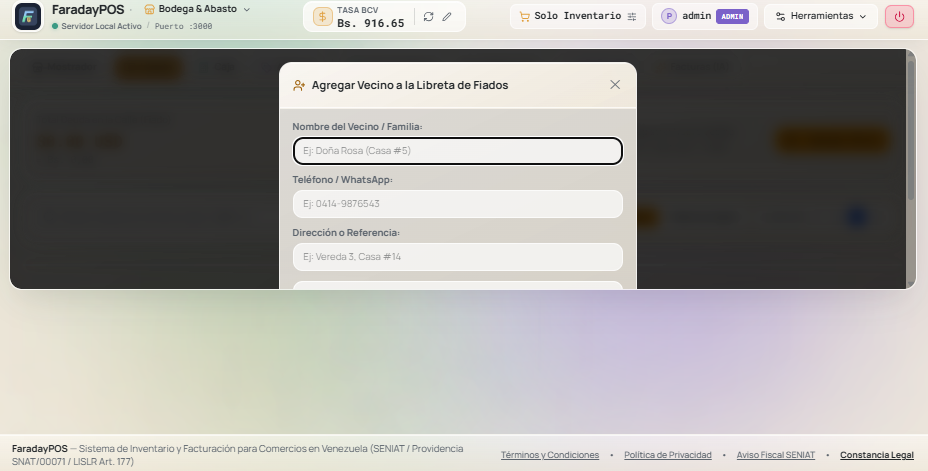 FaradayPOS · Bodega & Abasto
Servidor Local Activo / Puerto :3000
TASA BCV
Bs. 916.65
Solo Inventario
P admin ADMIN
Herramientas
Agregar Vecino a la Libreta de Fiados
Nombre del Vecino / Familia:
Ej: Doña Rosa (Casa #5)
Teléfono / WhatsApp:
Ej: 0414-9876543
Dirección o Referencia:
Ej: Vereda 3, Casa #14
FaradayPOS — Sistema de Inventario y Facturación para Comercios en Venezuela (SENIAT / Providencia
SNAT/00071 / LISLR Art. 177)
Términos y Condiciones • Política de Privacidad • Aviso Fiscal SENIAT • Constancia Legal